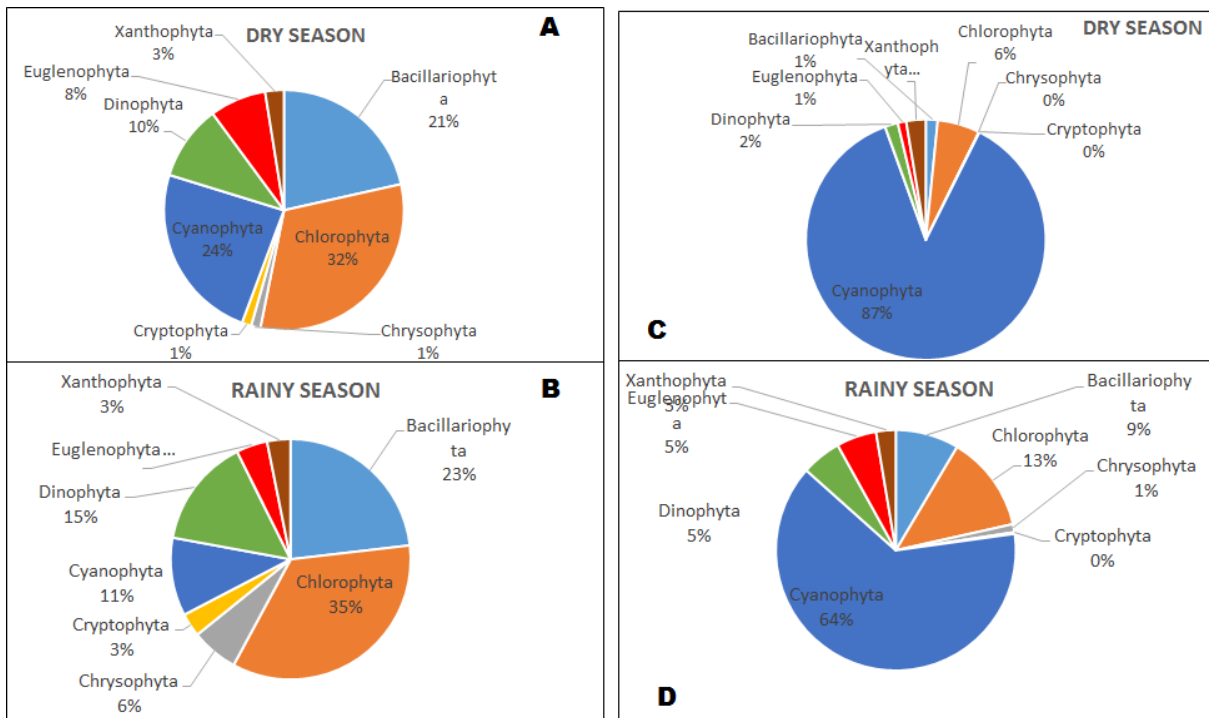 A
DRY SEASON
Xanthophyta
3%
Euglenophyta
8%
Dinophyta
10%
Bacillariophyt
a
21%
Cyanophyta
24%
Chlorophyta
32%
Cryptophyta
1%
Chrysophyta
1%
B
RAINY SEASON
Xanthophyta
3%
Euglenophyta...
Dinophyta
15%
Bacillariophy
ta
23%
Cyanophyta
11%
Chlorophyta
35%
Cryptophyta
3%
Chrysophyta
6%
DRY SEASON
Bacillariophyta
1%
Xanthoph
yta...
Chlorophyta
6%
Euglenophyta
1%
Chrysophyta
0%
Dinophyta
2%
Cryptophyta
0%
Cyanophyta
87%
C
RAINY SEASON
Xanthophyta
3%
Euglenophyt
a
5%
Bacillariophy
ta
9%
Chlorophyta
13%
Chrysophyta
1%
Dinophyta
5%
Cryptophyta
0%
Cyanophyta
64%
D